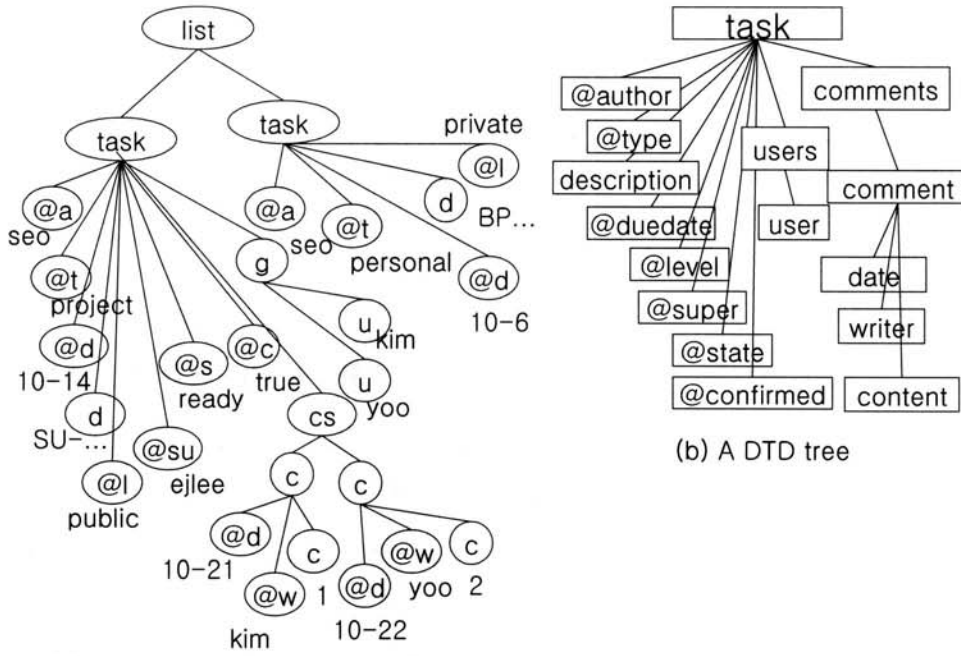 list
task
task
private
@a
seo
@t
project
@d
10-14
d
SU-...
@l
public
@su
ejlee
@s
ready
@c
true
g
u
kim
u
yoo
cs
c
@d
10-21
@w
kim
c
1
c
@d
10-22
@w
yoo
c
2
@a
seo
@t
personal
@d
10-6
d
BP...
@l
task
@author
@type
description
@duedate
@level
@super
@state
@confirmed
users
user
comments
comment
date
writer
content
(b) A DTD tree